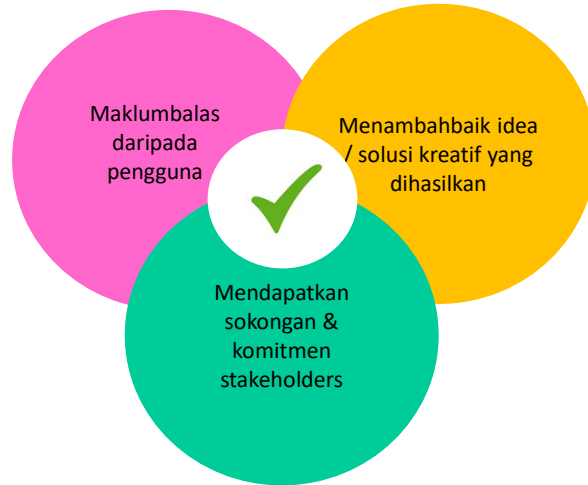 Maklumbalas
daripada
pengguna
Menambahbaik idea
/ solusi kreatif yang
dihasilkan
Mendapatkan
sokongan &
komitmen
stakeholders